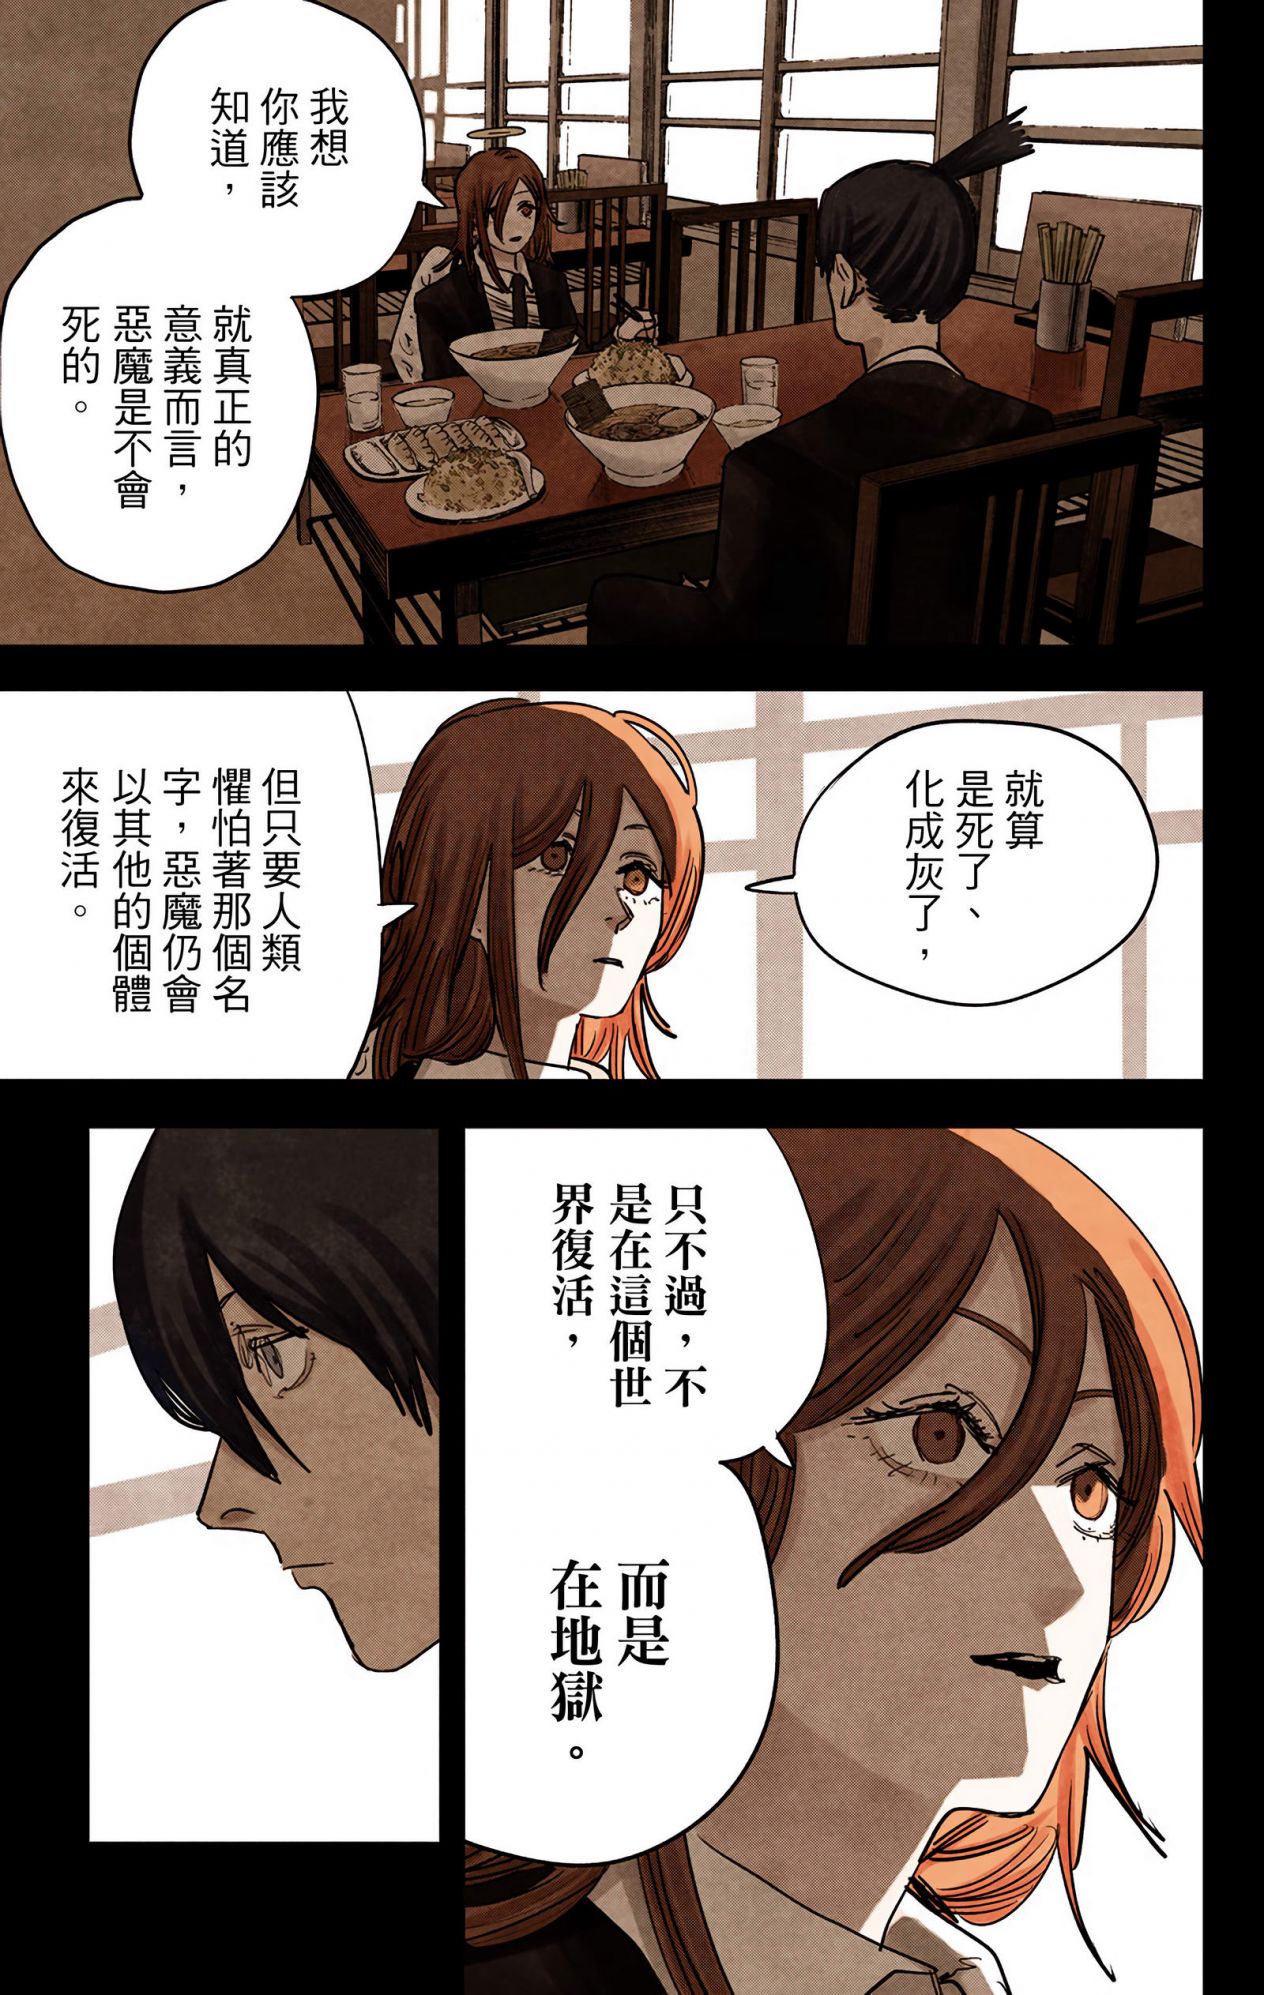 我想
你應該
知道，
就真正的
意義而言，
惡魔是不會
死的。
就算
是死了、
化成灰了，
但只要人類
懼怕著那個名
字，惡魔仍會
以其他的個體
來復活。
只不過，不
是在這個世
界復活，
而是
在地獄。